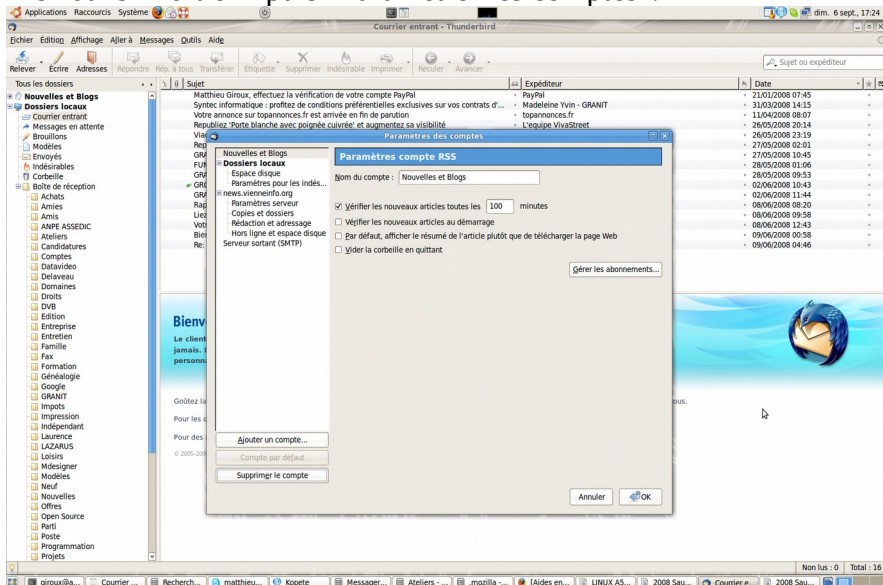 Applications Raccourcis Système
dim. 6 sept., 17:24
Courrier entrant - Thunderbird
Fichier Edition Affichage Aller à Messages Outils Aide
Relever Écrire Adresses Répondre Rép. à tous Transférer Étiquette Supprimer Indésirable Imprimer Reculer Avancer
Sujet ou expéditeur
Tous les dossiers
Sujet Expéditeur Date
Nouvelles et Blogs
Dossiers locaux
Courrier entrant
Messages en attente
Brouillons
Modèles
Envoyés
Indésirables
Corbeille
Boîte de réception
Achats
Amies
Amis
ANPE ASSEDIC
Ateliers
Candidatures
Comptes
Datavideo
Delaveau
Domaines
Droits
DVB
Edition
Entreprise
Entretien
Famille
Fax
Formation
Généalogie
Google
GRANIT
Impots
Impression
Indépendant
Laurence
LAZARUS
Loisirs
Mdesigner
Modèles
Neuf
Nouvelles
Offres
Open Source
Parti
Poste
Programmation
Projets
Matthieu Giroux, effectuez la vérification de votre compte PayPal PayPal 21/01/2008 07:45
Syntec informatique : profitez de conditions préférentielles exclusives sur vos contrats d'... Madeleine Yvin - GRANIT 31/03/2008 14:15
Votre annonce sur topannonces.fr est arrivée en fin de parution topannonces.fr 11/04/2008 08:07
Republiez 'Porte blanche avec poignée cuivrée' et augmentez sa visibilité L'equipe VivaStreet 26/05/2008 20:14
26/05/2008 23:19
27/05/2008 02:01
27/05/2008 10:45
28/05/2008 01:06
28/05/2008 09:53
02/06/2008 10:43
02/06/2008 11:44
08/06/2008 08:20
08/06/2008 09:58
08/06/2008 12:43
09/06/2008 00:58
09/06/2008 04:46
Parametres des comptes
Nouvelles et Blogs
Dossiers locaux
Espace disque
Paramètres pour les indés...
news.vienneinfo.org
Paramètres serveur
Copies et dossiers
Rédaction et adressage
Hors ligne et espace disque
Serveur sortant (SMTP)
Ajouter un compte...
Compte par défaut
Supprimer le compte
Paramètres compte RSS
Nom du compte : Nouvelles et Blogs
Vérifier les nouveaux articles toutes les 100 minutes
Vérifier les nouveaux articles au démarrage
Par défaut, afficher le résumé de l'article plutôt que de télécharger la page Web
Vider la corbeille en quittant
Gérer les abonnements...
Annuler OK
Bienv
Le client
jamais.
Goûtez la
ous.
Pour les
Pour des
Non lus : 0 Total : 16
giroux@a... Courrier ... Recherch... matthieu... Kopete Messager... Ateliers - ... .mozilla -... [Aides en... LINUX AS... 2008 Sau... Courrier e... 2008 Sau...